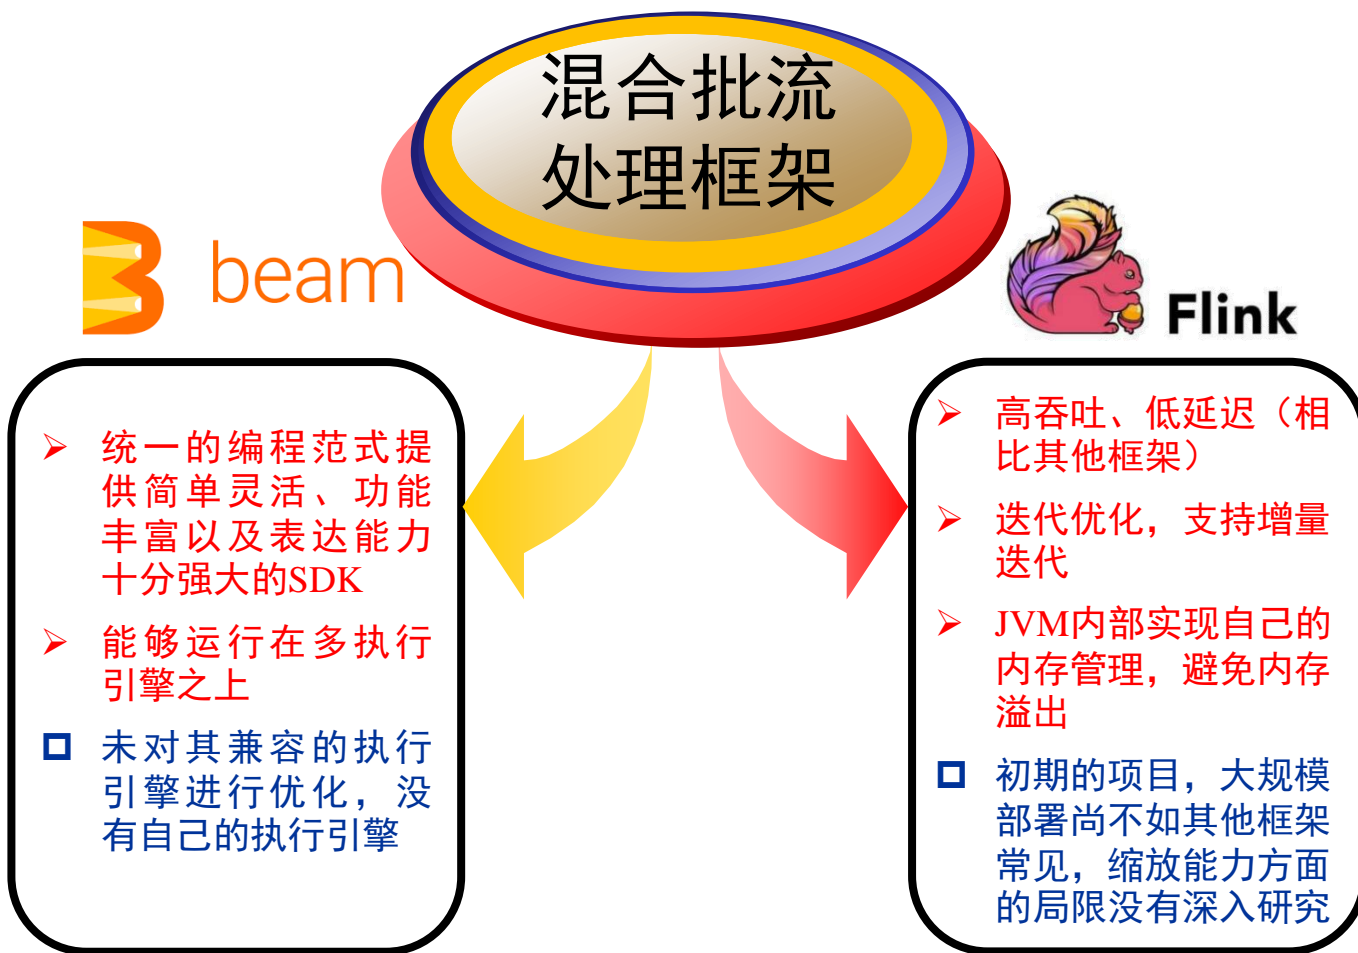 混合批流
处理框架
beam
Flink
统一的编程范式提
供简单灵活、功能
丰富以及表达能力
十分强大的SDK
能够运行在多执行
引擎之上
未对其兼容的执行
引擎进行优化，没
有自己的执行引擎
高吞吐、低延迟（相
比其他框架）
迭代优化，支持增量
迭代
JVM内部实现自己的
内存管理，避免内存
溢出
初期的项目，大规模
部署尚不如其他框架
常见，缩放能力方面
的局限没有深入研究